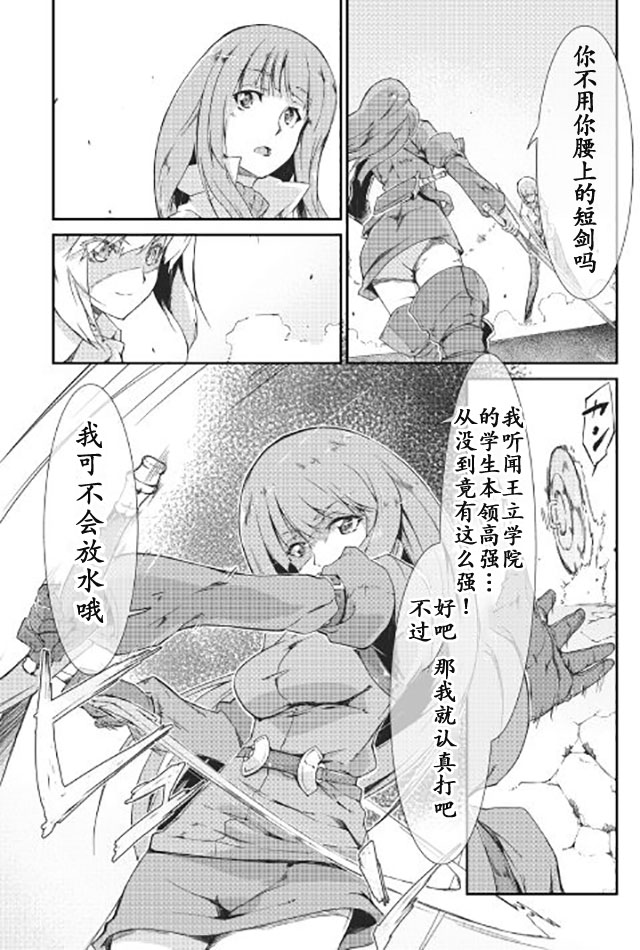 你不用你腰上的短剑吗
我听闻王立学院
的学生本领高强…
从没到竟有这么强！
好吧 那我就认真打吧
不过
我可不会放水哦
ヤン